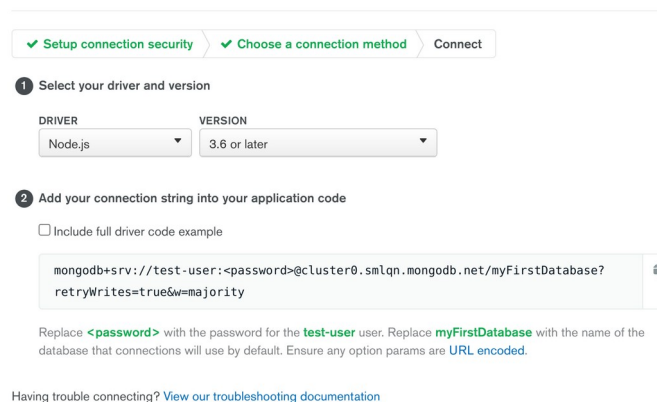 Setup connection security Choose a connection method Connect
1 Select your driver and version
DRIVER VERSION
Node.js 3.6 or later
2 Add your connection string into your application code
Include full driver code example
mongodb+srv://test-user:<password>@cluster0.smlqn.mongodb.net/myFirstDatabase?
retryWrites=true&w=majority
Replace <password> with the password for the test-user user. Replace myFirstDatabase with the name of the
database that connections will use by default. Ensure any option params are URL encoded.
Having trouble connecting? View our troubleshooting documentation